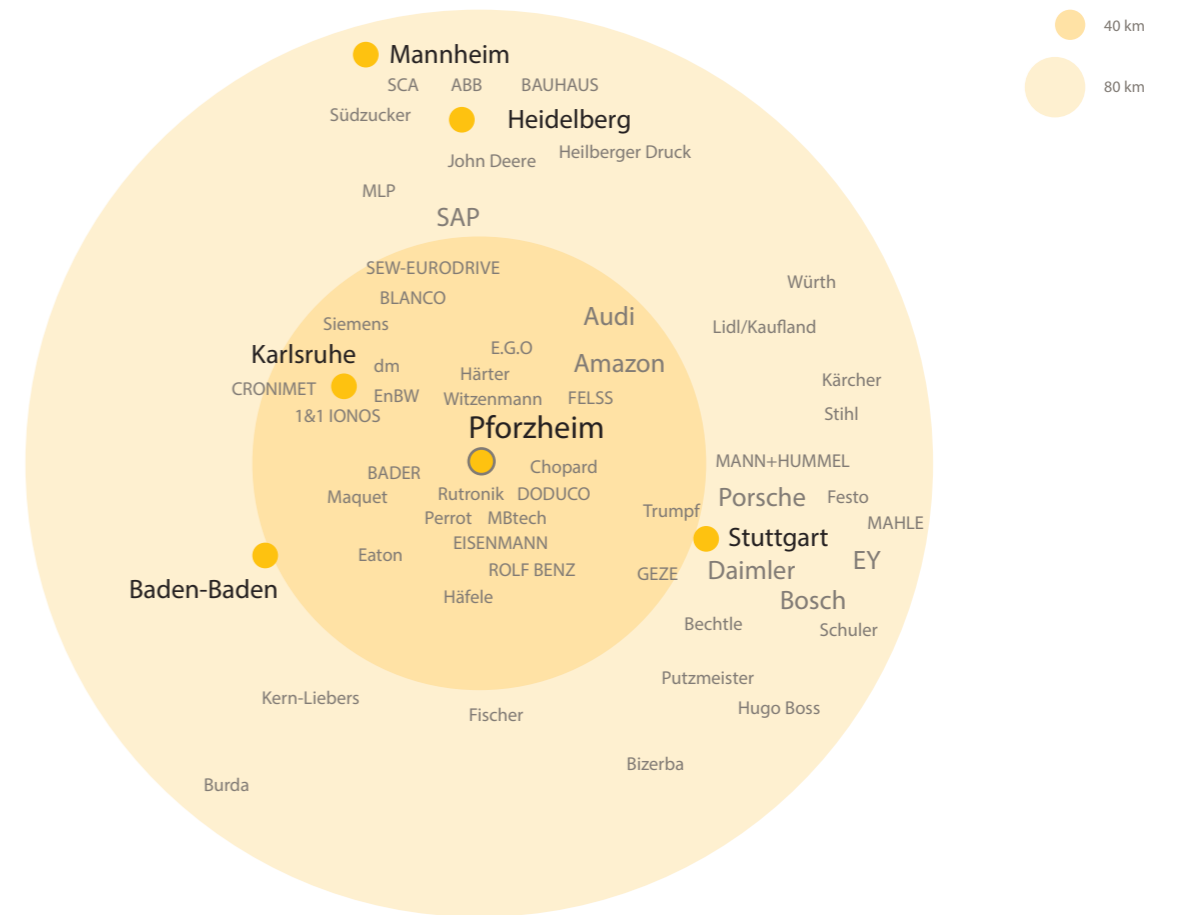 40 km
Mannheim
SCA ABB BAUHAUS
80 km
Südzucker Heidelberg
Heilberger Druck
John Deere
MLP
SAP
SEW-EURODRIVE
Würth
BLANCO
Audi
Siemens
Lidl/Kaufland
E.G.O
Karlsruhe
dm
Amazon
Härter
Kärcher
CRONIMET
EnBW
Witzenmann FELSS
1&1 IONOS
Stihl
Pforzheim
MANN+HUMMEL
Chopard
BADER
Rutronik DODUCO
Maquet
Porsche Festo
Trumpf
Perrot MBtech
MAHLE
Stuttgart
EISENMANN
Eaton
EY
ROLF BENZ
GEZE Daimler
Baden-Baden
Häfele
Bosch
Bechtle
Schuler
Putzmeister
Kern-Liebers
Hugo Boss
Fischer
Bizerba
Burda